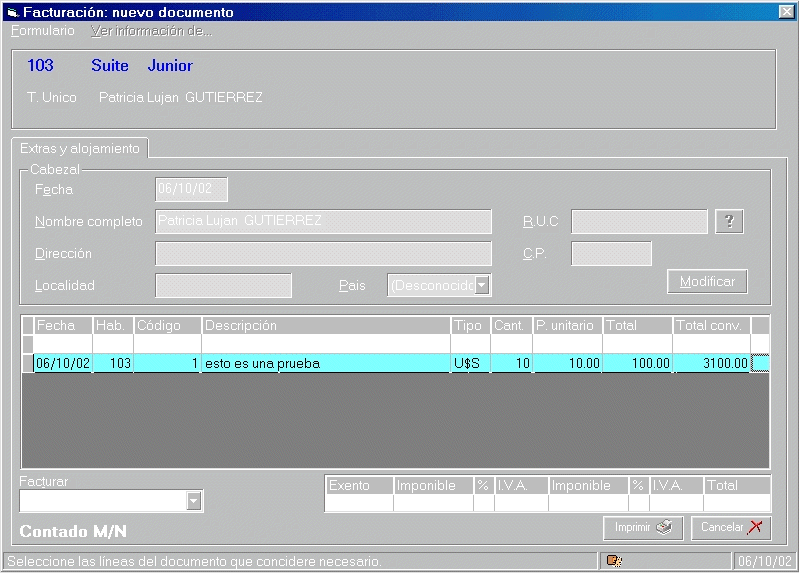 Facturación: nuevo documento
Formulario Ver información de...
103 Suite Junior
T. Unico Patricia Lujan GUTIERREZ
Extras y alojamiento
Cabezal
Fecha 06/10/02
Nombre completo Patricia Lujan GUTIERREZ R.U.C ?
Dirección C.P.
Localidad Pais (Desconocido Modificar
Fecha Hab. Código Descripción Tipo Cant. P. unitario Total Total conv.
06/10/02 103 1 esto es una prueba U$S 10 10.00 100.00 3100.00
Facturar
Exento Imponible % I.V.A. Imponible % I.V.A. Total
Contado M/N Imprimir Cancelar
Seleccione las líneas del documento que concidere necesario. 06/10/02